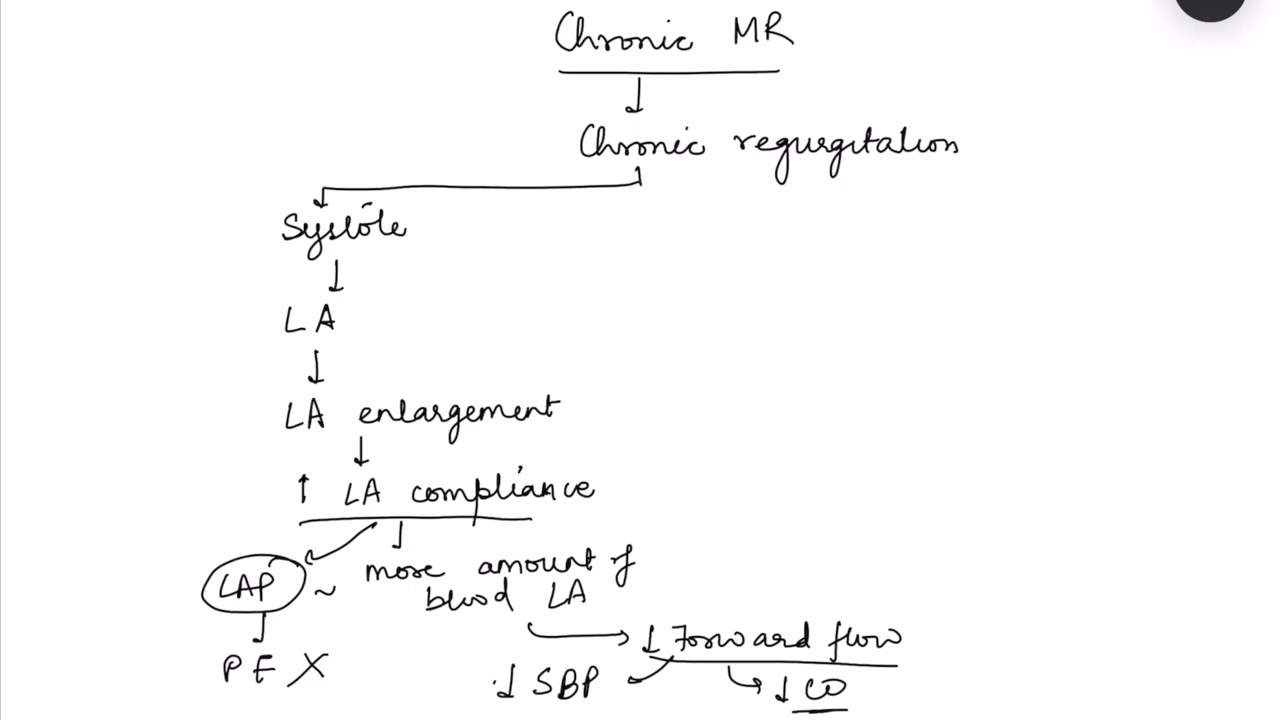 Chronic MR
↓
Chronic regurgitation
↓
Systole
↓
LA
↓
LA enlargement
↓
↑ LA compliance
↓
LAP ~ more amount of
blood LA
↓
→ ↓ Forward flow
PE X
↓ SBP
↓ CO